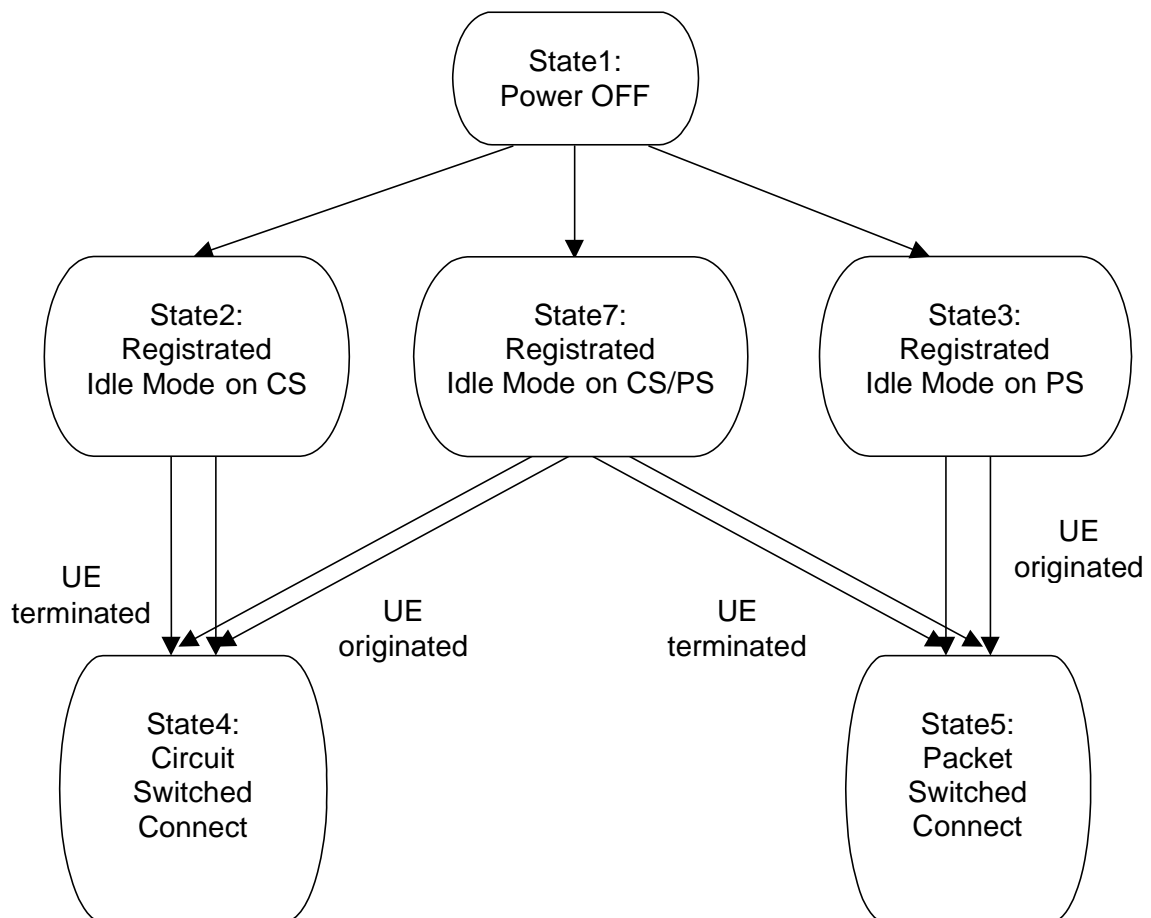 State1:
Power OFF
State2:
Registrated
Idle Mode on CS
State7:
Registrated
Idle Mode on CS/PS
State3:
Registrated
Idle Mode on PS
UE
terminated
UE
originated
UE
terminated
UE
originated
State4:
Circuit
Switched
Connect
State5:
Packet
Switched
Connect